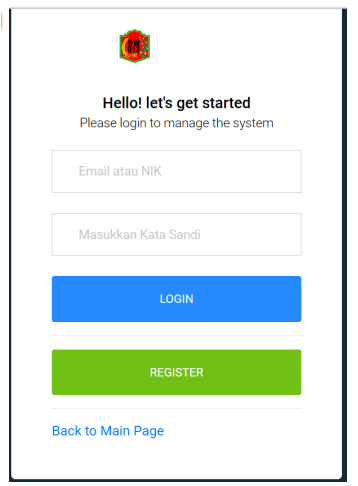 Hello! let's get started
Please login to manage the system
Email atau NIK
Masukkan Kata Sandi
LOGIN
REGISTER
Back to Main Page